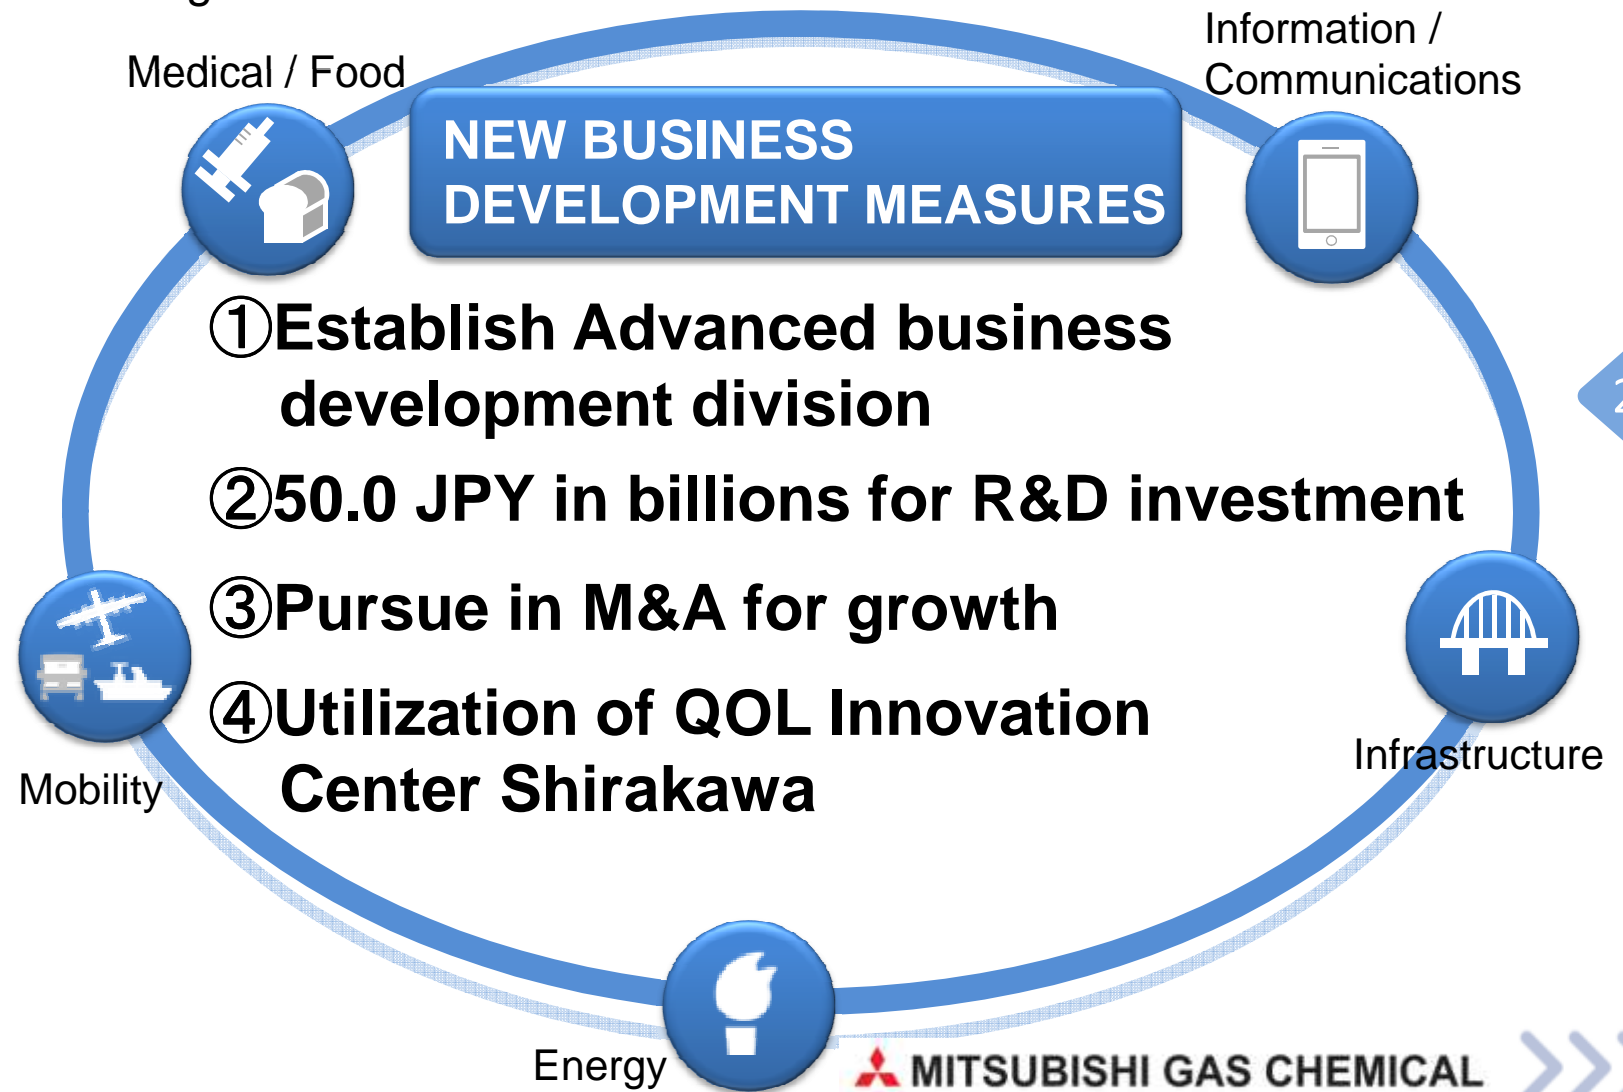 Medical / Food
Information /
Communications
NEW BUSINESS
DEVELOPMENT MEASURES
①Establish Advanced business
development division
②50.0 JPY in billions for R&D investment
③Pursue in M&A for growth
④Utilization of QOL Innovation
Center Shirakawa
Mobility
Infrastructure
Energy
MITSUBISHI GAS CHEMICAL